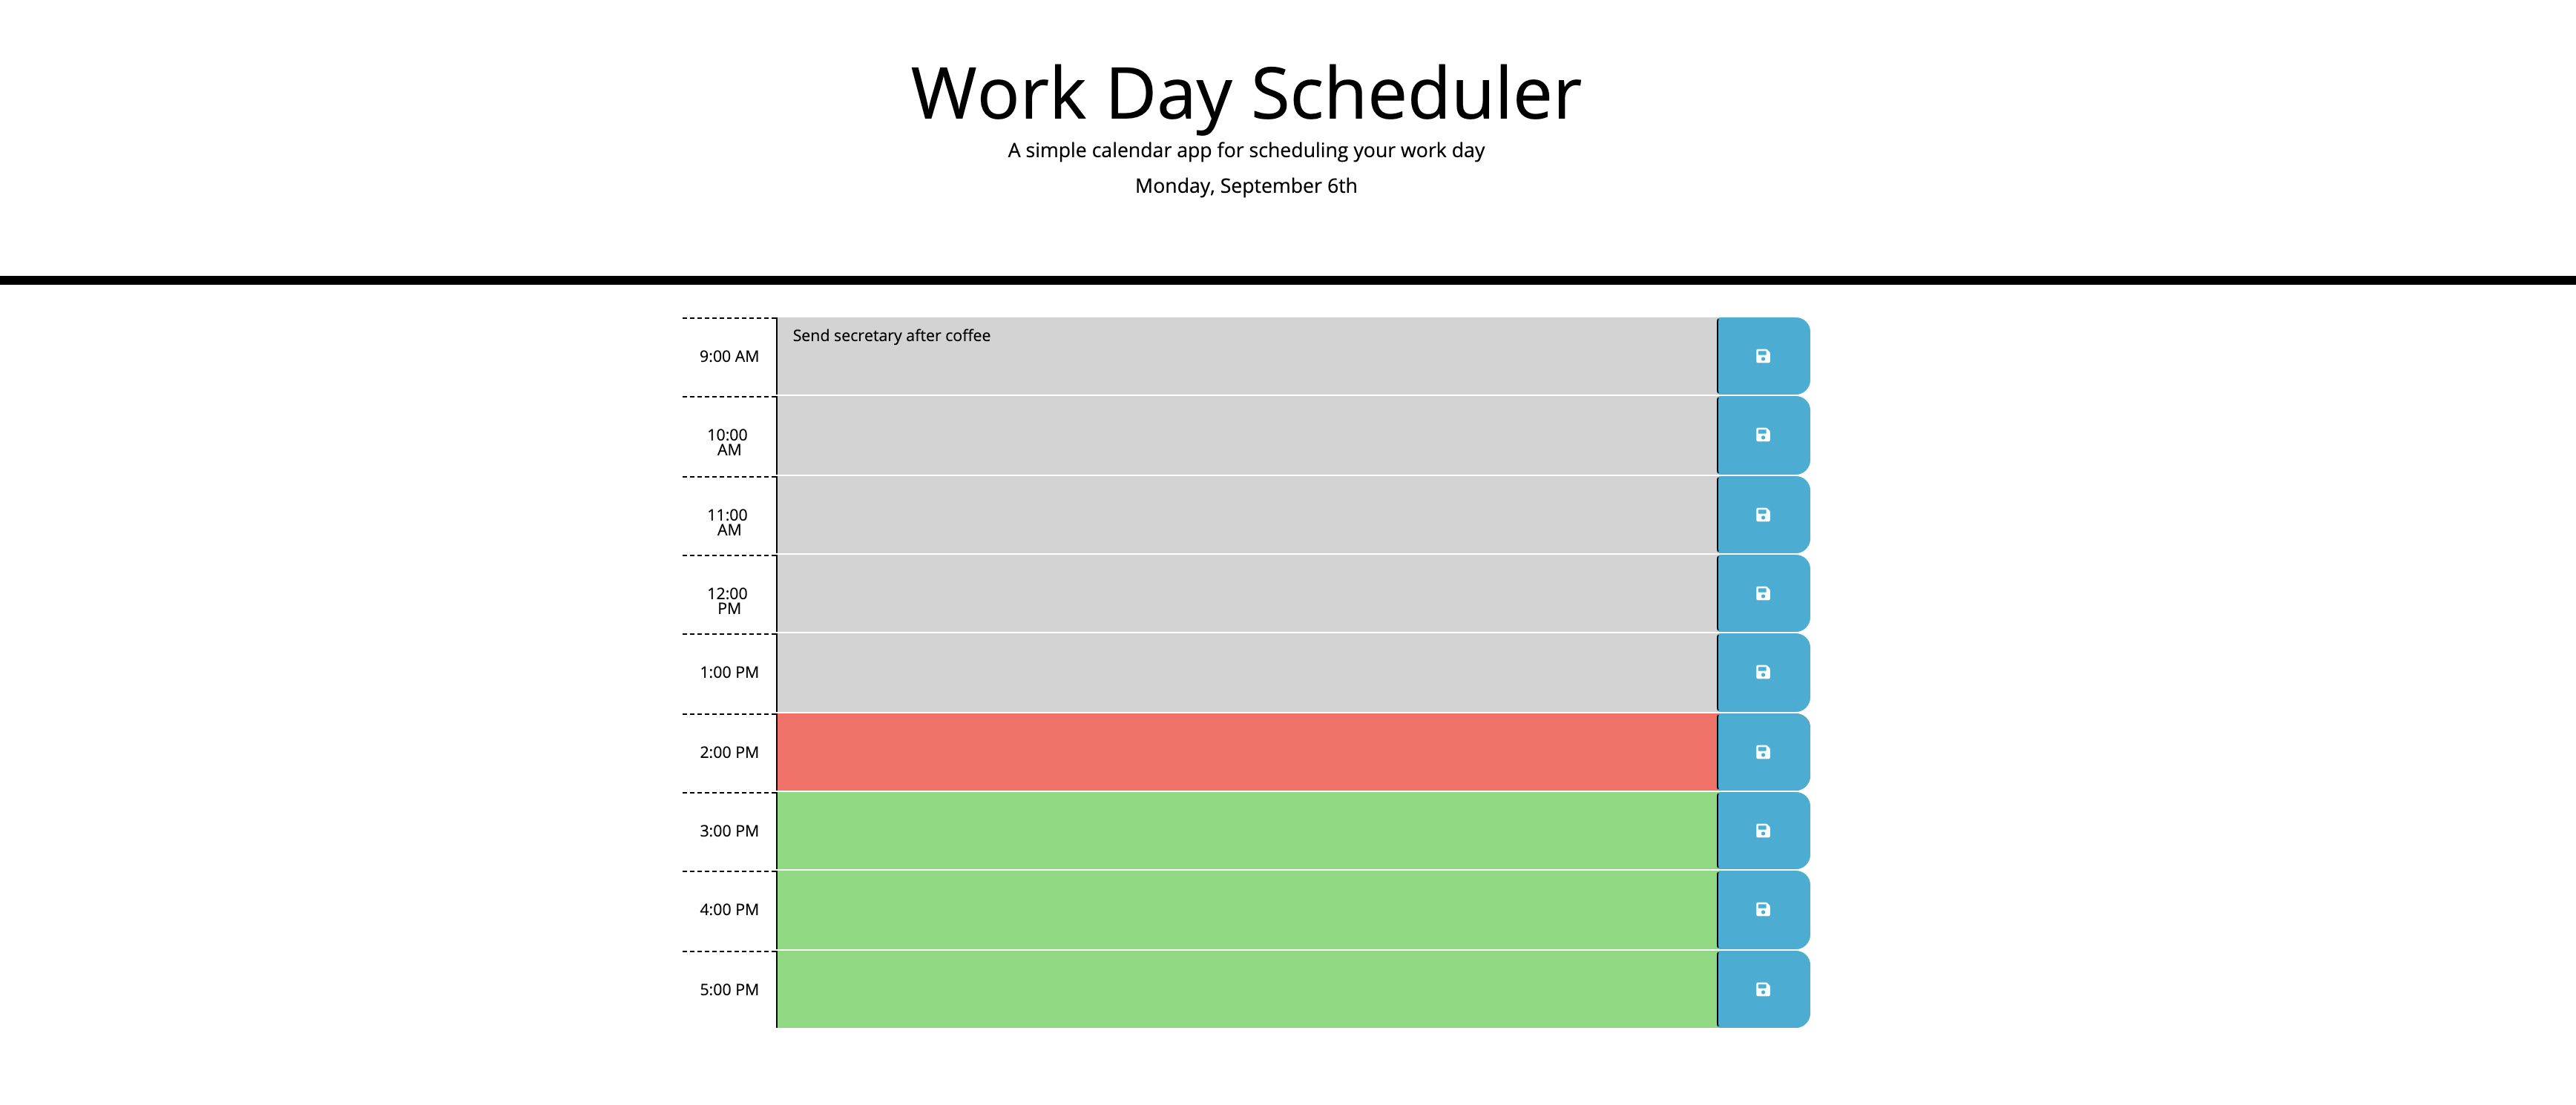 Work Day Scheduler
A simple calendar app for scheduling your work day
Monday, September 6th
9:00 AM
Send secretary after coffee
10:00
AM
11:00
AM
12:00
PM
1:00 PM
2:00 PM
3:00 PM
4:00 PM
5:00 PM